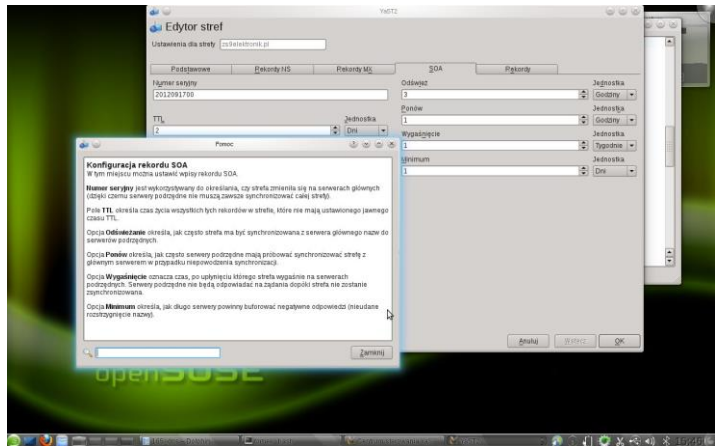 YaST2
Edytor stref
Ustawienia dla strefy zs9elektronik.pl
Podstawowe Rekordy NS Rekordy MX SOA Rekordy
Numer seryjny
2012091700
TTL Jednostka
2 Dni
Odśwież Jednostka
3 Godziny
Ponów Jednostka
1 Godziny
Wygaśnięcie Jednostka
1 Tygodnie
Minimum Jednostka
1 Dni
Pomoc
Konfiguracja rekordu SOA
W tym miejscu można ustawić wpisy rekordu SOA.
Numer seryjny jest wykorzystywany do określania, czy strefa zmieniła się na serwerach głównych
(dzięki czemu serwery podrzędne nie muszą zawsze synchronizować całej strefy).
Pole TTL określa czas życia wszystkich tych rekordów w strefie, które nie mają ustawionego jawnego
czasu TTL.
Opcja Odświeżanie określa, jak często strefa ma być synchronizowana z serwera głównego nazw do
serwerów podrzędnych.
Opcja Ponów określa, jak często serwery podrzędne mają próbować synchronizować strefę z
głównym serwerem w przypadku niepowodzenia synchronizacji.
Opcja Wygaśnięcie oznacza czas, po upłynięciu którego strefa wygaśnie na serwerach
podrzędnych. Serwery podrzędne nie będą odpowiadać na żądania dopóki strefa nie zostanie
zsynchronizowana.
Opcja Minimum określa, jak długo serwery powinny buforować negatywne odpowiedzi (nieudane
rozstrzygnięcie nazwy).
Zamknij
Anuluj Wstecz OK
openSUSE